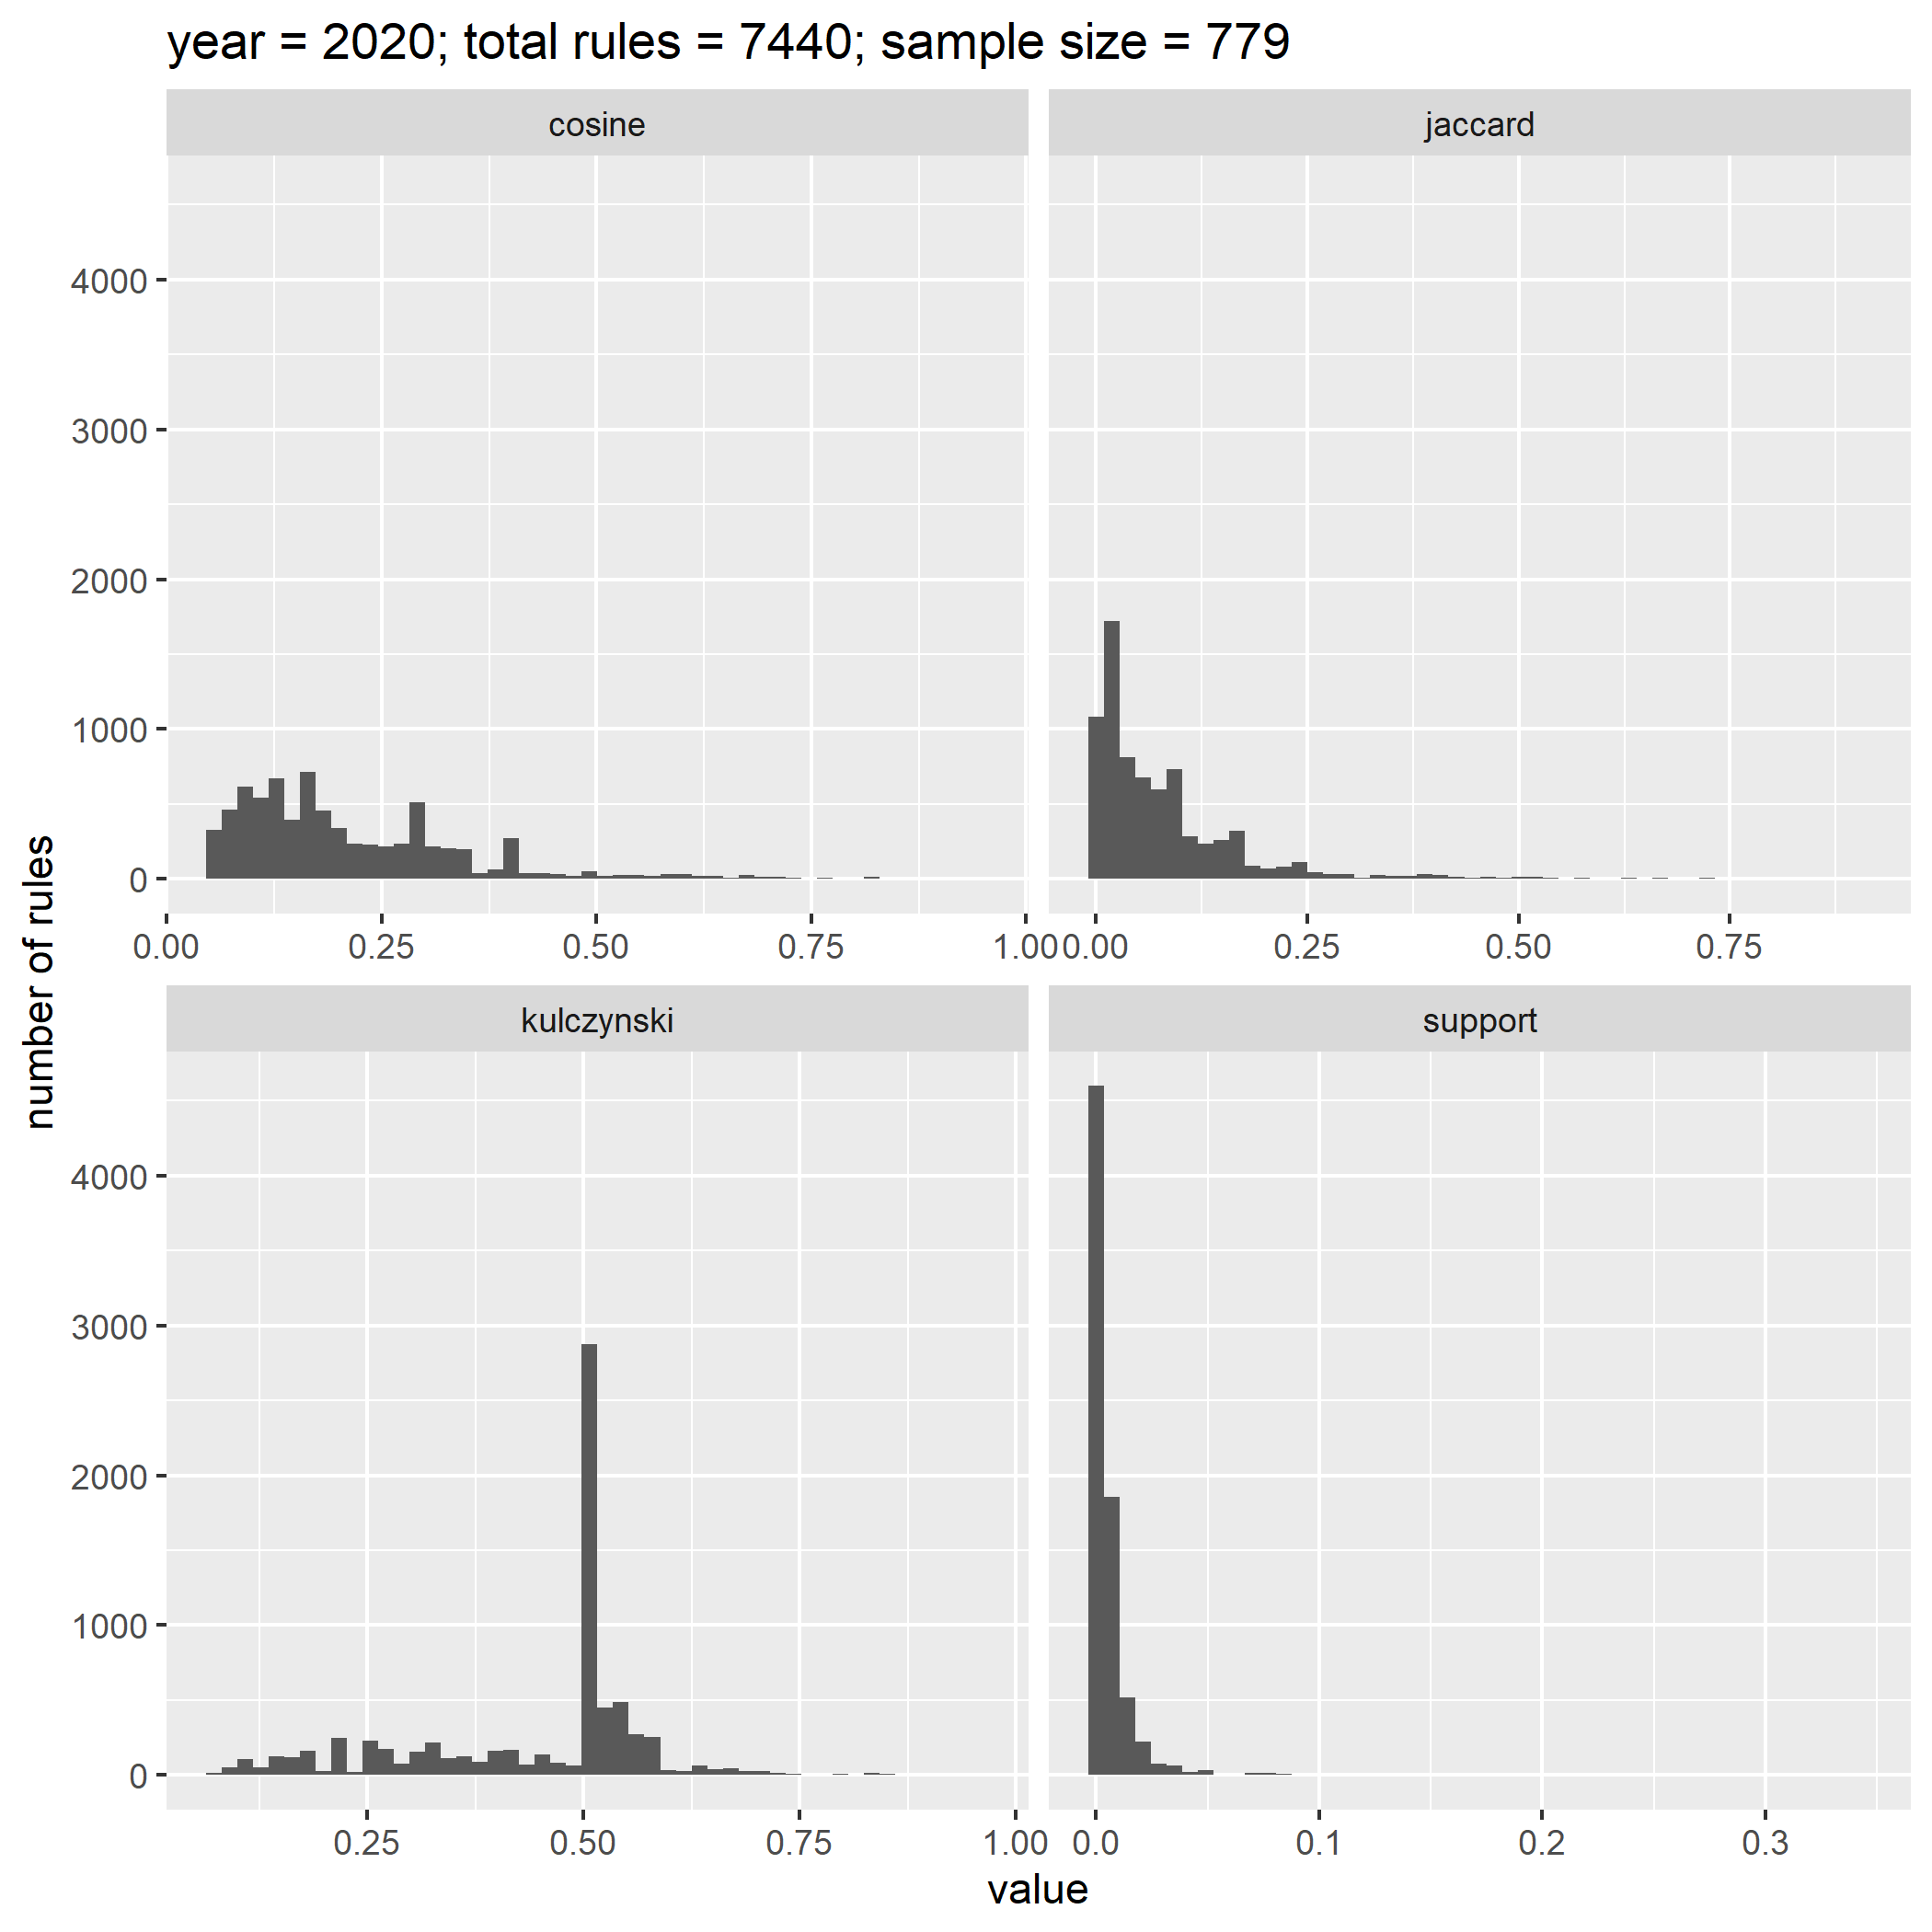 year = 2020; total rules = 7440; sample size = 779
cosine
jaccard
4000
3000
2000
1000
0
0.00 0.25 0.50 0.75 1.00
0.00 0.25 0.50 0.75
number of rules
kulczynski
support
4000
3000
2000
1000
0
0.25 0.50 0.75 1.00
0.0 0.1 0.2 0.3
value